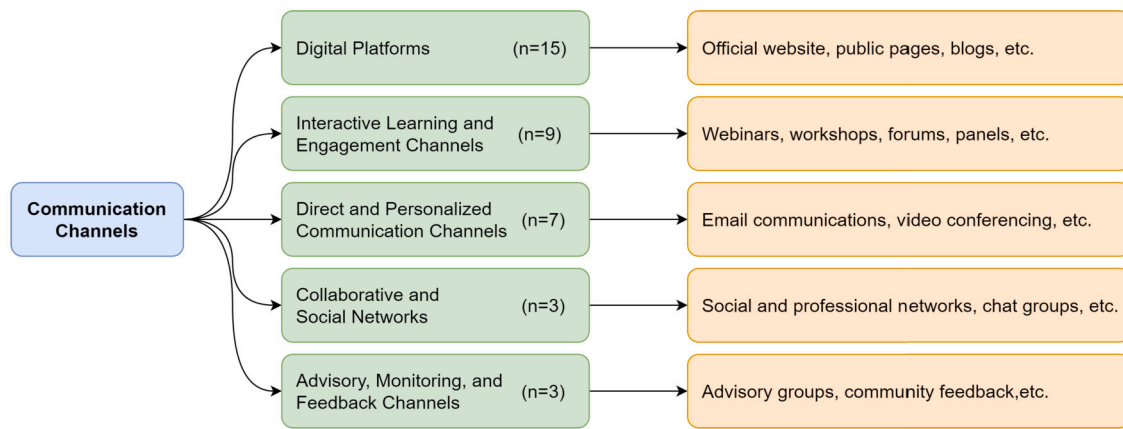 Communication
Channels
Digital Platforms (n=15)
Official website, public pages, blogs, etc.
Interactive Learning and
Engagement Channels (n=9)
Webinars, workshops, forums, panels, etc.
Direct and Personalized
Communication Channels (n=7)
Email communications, video conferencing, etc.
Collaborative and
Social Networks (n=3)
Social and professional networks, chat groups, etc.
Advisory, Monitoring, and
Feedback Channels (n=3)
Advisory groups, community feedback,etc.